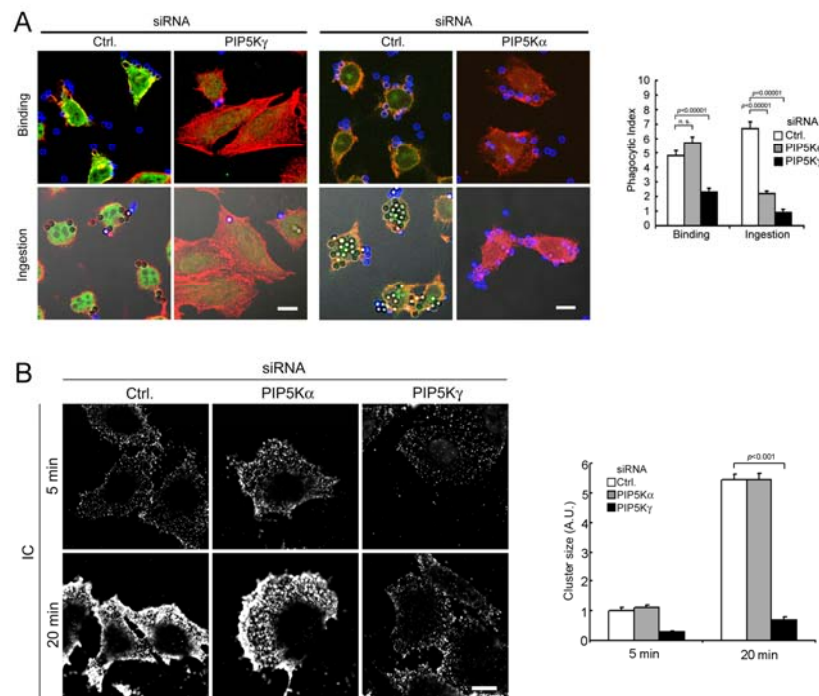 A
siRNA
siRNA
Ctrl.
PIP5Kγ
Ctrl.
PIP5Kα
Binding
Ingestion
Phagocytic Index
10
9
8
7
6
5
4
3
2
1
0
p<0.00001
n. s.
p<0.00001
p<0.00001
siRNA
Ctrl.
PIP5Kα
PIP5Kγ
Binding
Ingestion
B
siRNA
Ctrl.
PIP5Kα
PIP5Kγ
IC
5 min
20 min
Cluster size (A.U.)
6
5
4
3
2
1
0
siRNA
Ctrl.
PIP5Kα
PIP5Kγ
p<0.001
5 min
20 min